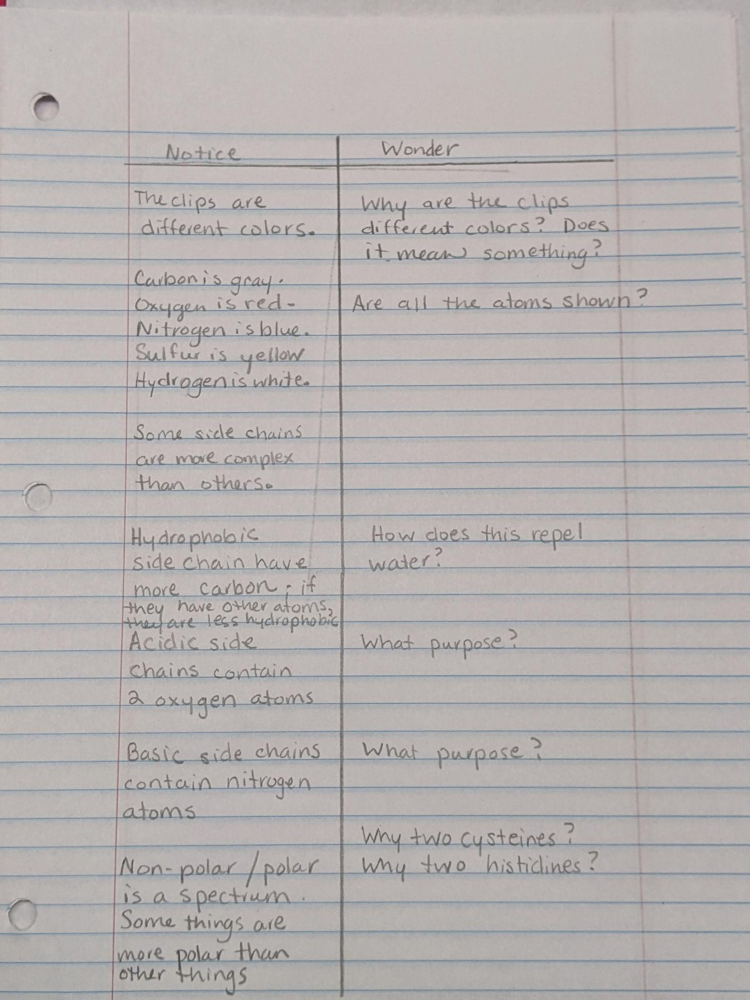 Notice
Wonder
The clips are
different colors.
Why are the clips
different colors? Does
it mean something?
Carbon is gray.
Oxygen is red.
Nitrogen is blue.
Sulfur is yellow
Hydrogen is white.
Are all the atoms shown?
Some side chains
are more complex
than others.
Hydrophobic
side chain have
more carbon; if
they have other atoms,
they are less hydrophobic
How does this repel
water?
Acidic side
chains contain
2 oxygen atoms
What purpose?
Basic side chains
contain nitrogen
atoms
What purpose?
Why two cysteines?
Why two histidines?
Non-polar/polar
is a spectrum.
Some things are
more polar than
other things